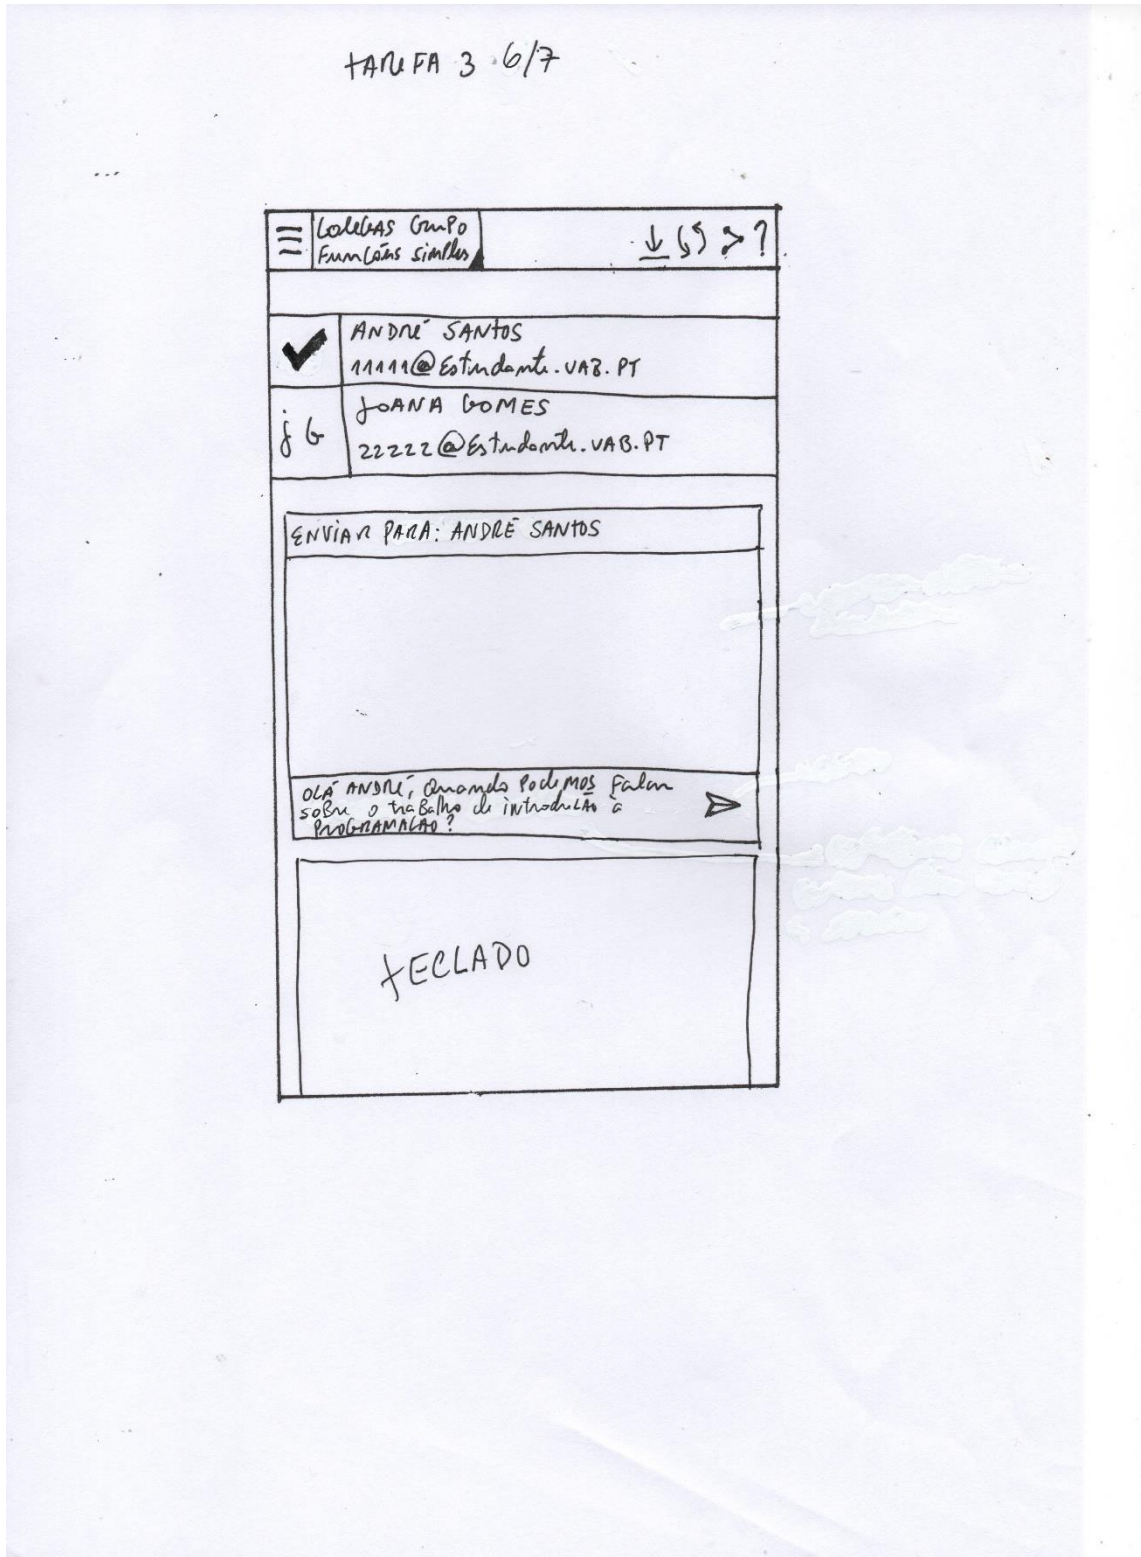 TAREFA 3 6/7
COLEGAS GRUPO
FUNCÕES SIMPLES
?
ANDRÉ SANTOS
11111@Estudante.UAB.PT
JG
JOANA GOMES
22222@Estudante.UAB.PT
ENVIAR PARA: ANDRÉ SANTOS
OLÁ ANDRÉ, Quando PodeMOS Falar
soBre o traBalho de introdução à
PROGRAMAÇÃO?
TECLADO